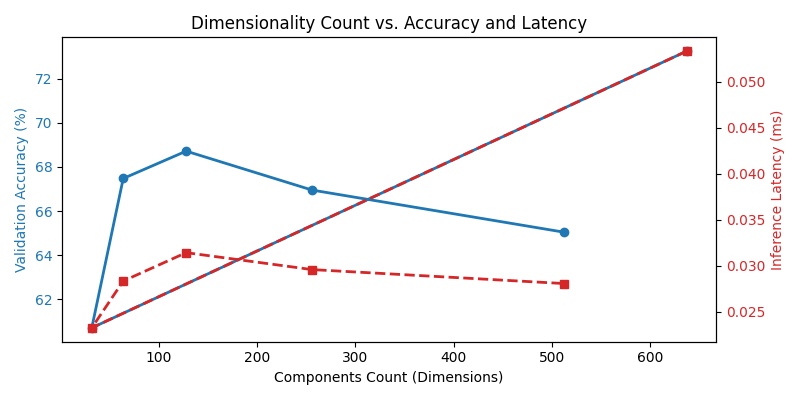 Dimensionality Count vs. Accuracy and Latency
Validation Accuracy (%)
72
70
68
66
64
62
0.050
0.045
0.040
0.035
0.030
0.025
Inference Latency (ms)
100 200 300 400 500 600
Components Count (Dimensions)